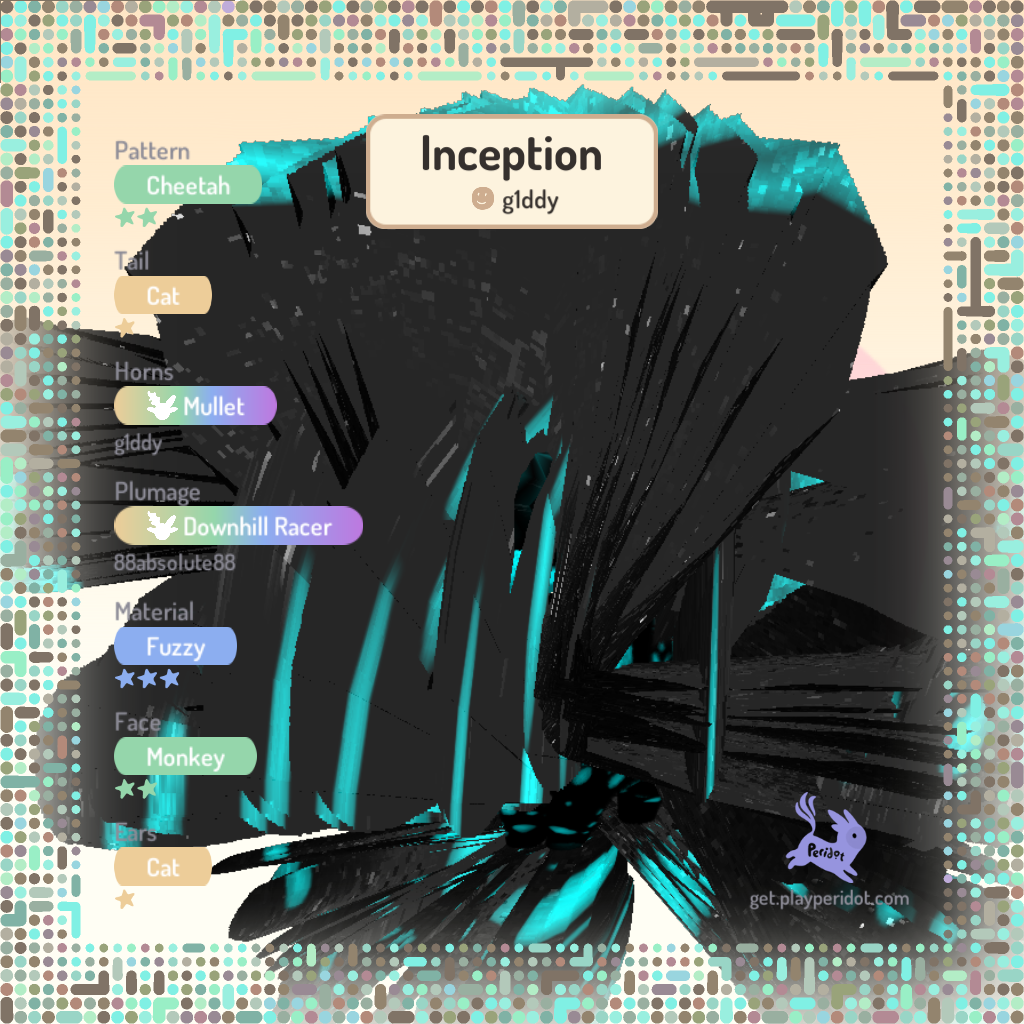 Inception
g1ddy
Pattern
Cheetah
Tail
Cat
Horns
Mullet
g1ddy
Plumage
Downhill Racer
88absolute88
Material
Fuzzy
Face
Monkey
Ears
Cat
Peridot
get.playperidot.com